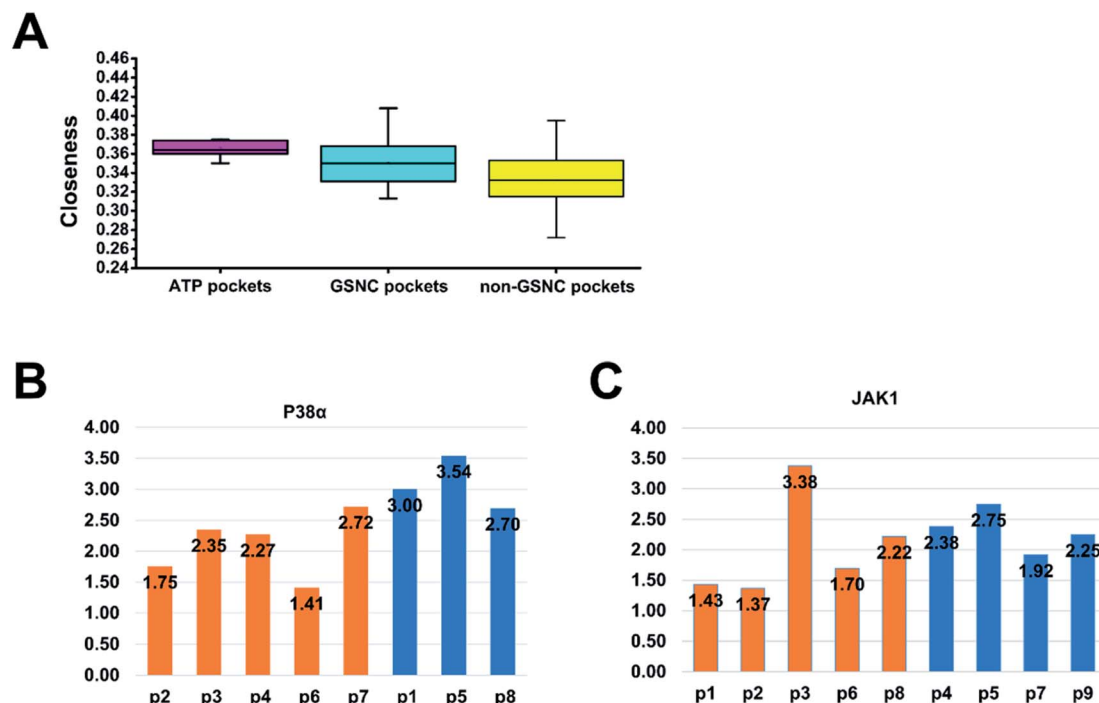 A
0.46
0.44
0.42
0.40
0.38
0.36
0.34
0.32
0.30
0.28
0.26
0.24
Closeness
ATP pockets GSNC pockets non-GSNC pockets
B
P38α
4.00
3.50
3.00
2.50
2.00
1.50
1.00
0.50
0.00
1.75 2.35 2.27 1.41 2.72 3.00 3.54 2.70
p2 p3 p4 p6 p7 p1 p5 p8
C
JAK1
4.00
3.50
3.00
2.50
2.00
1.50
1.00
0.50
0.00
1.43 1.37 3.38 1.70 2.22 2.38 2.75 1.92 2.25
p1 p2 p3 p6 p8 p4 p5 p7 p9